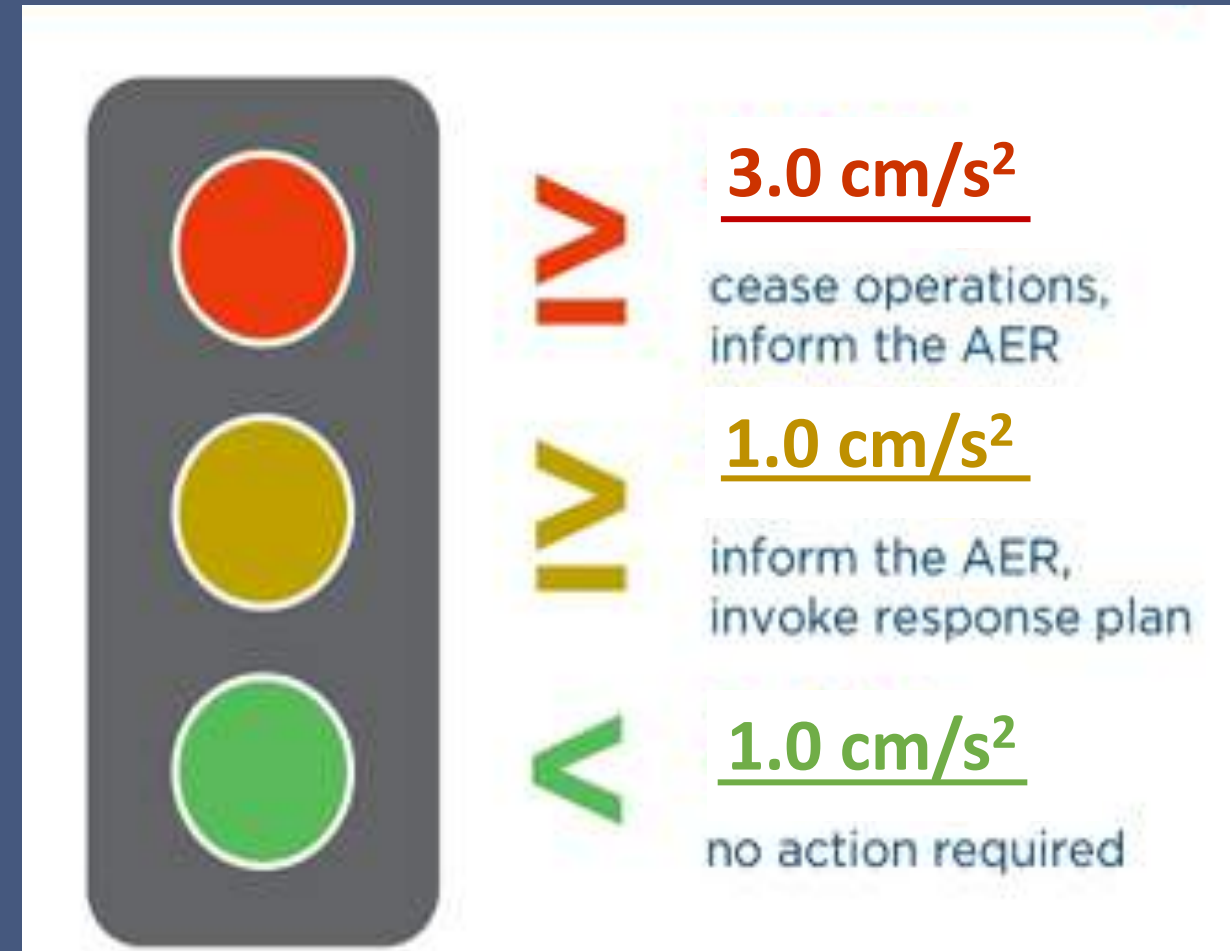 ≥ 3.0 cm/s²
cease operations,
inform the AER
≥ 1.0 cm/s²
inform the AER,
invoke response plan
< 1.0 cm/s²
no action required